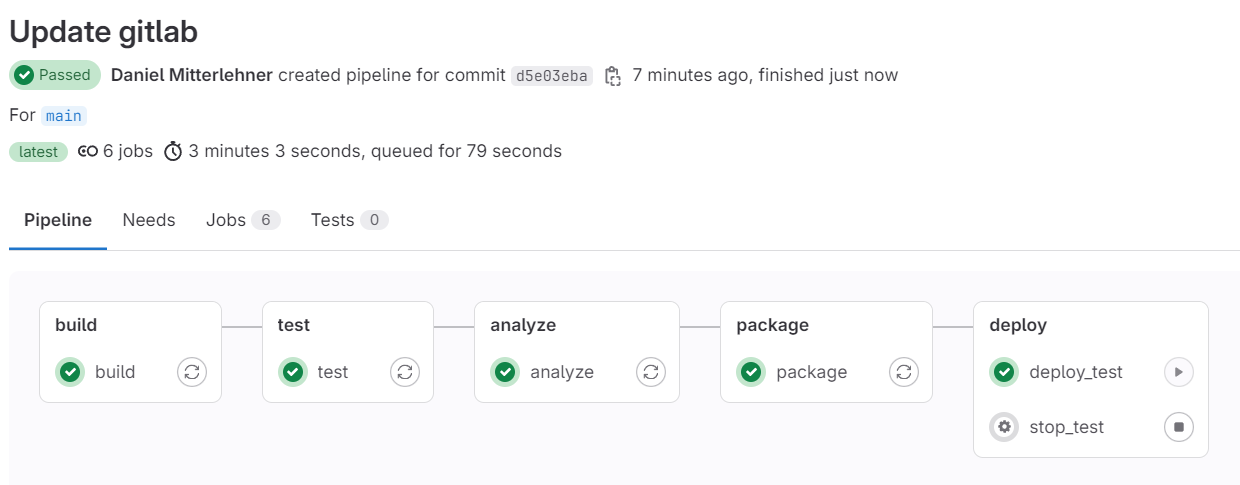 Update gitlab
Passed Daniel Mitterlehner created pipeline for commit d5e03eba 7 minutes ago, finished just now
For main
latest 6 jobs 3 minutes 3 seconds, queued for 79 seconds
Pipeline Needs Jobs 6 Tests 0
build test analyze package deploy
build test analyze package deploy_test
stop_test